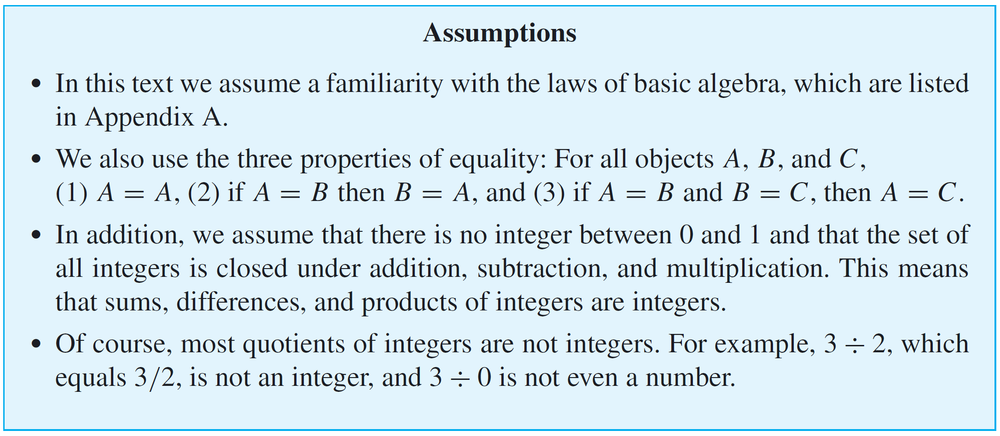 Assumptions
• In this text we assume a familiarity with the laws of basic algebra, which are listed
in Appendix A.
• We also use the three properties of equality: For all objects A, B, and C,
(1) A = A, (2) if A = B then B = A, and (3) if A = B and B = C, then A = C.
• In addition, we assume that there is no integer between 0 and 1 and that the set of
all integers is closed under addition, subtraction, and multiplication. This means
that sums, differences, and products of integers are integers.
• Of course, most quotients of integers are not integers. For example, 3 ÷ 2, which
equals 3/2, is not an integer, and 3 ÷ 0 is not even a number.